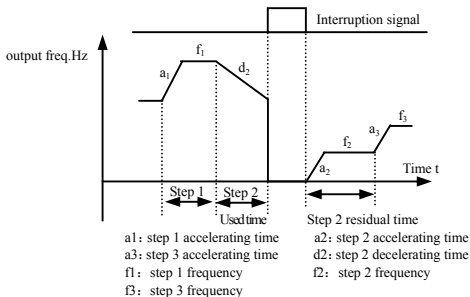 Interruption signal
output freq.Hz
f1
a1
d2
f3
a3
f2
a2
Time t
Step 1
Step 2
Used time
Step 2 residual time
a1: step 1 accelerating time
a2: step 2 accelerating time
a3: step 3 accelerating time
d2: step 2 decelerating time
f1: step 1 frequency
f2: step 2 frequency
f3: step 3 frequency